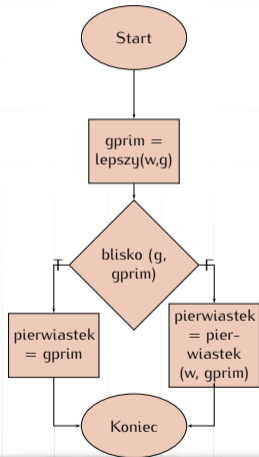 Start
gprim =
lepszy(w,g)
blisko (g,
gprim)
T
F
pierwiastek
= gprim
pierwiastek
= pier-
wiastek
(w, gprim)
Koniec